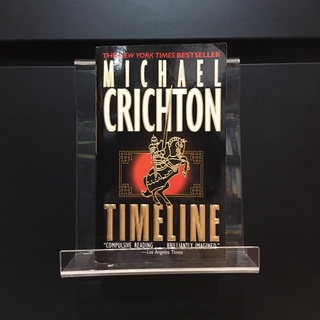 THE NEW YORK TIMES BESTSELLER
MICHAEL
CRICHTON
TIMELINE
"COMPULSIVE READING . . . BRILLIANTLY IMAGINED."
—Los Angeles Times